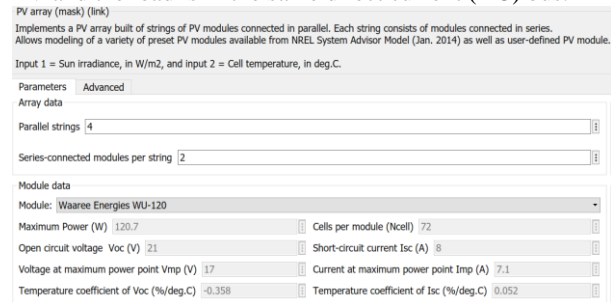 PV array (mask) (link)
Implements a PV array built of strings of PV modules connected in parallel. Each string consists of modules connected in series.
Allows modeling of a variety of preset PV modules available from NREL System Advisor Model (Jan. 2014) as well as user-defined PV module.
Input 1 = Sun irradiance, in W/m2, and input 2 = Cell temperature, in deg.C.
Parameters Advanced
Array data
Parallel strings 4
Series-connected modules per string 2
Module data
Module: Waaree Energies WU-120
Maximum Power (W) 120.7 Cells per module (Ncell) 72
Open circuit voltage Voc (V) 21 Short-circuit current Isc (A) 8
Voltage at maximum power point Vmp (V) 17 Current at maximum power point Imp (A) 7.1
Temperature coefficient of Voc (%/deg.C) -0.358 Temperature coefficient of Isc (%/deg.C) 0.052